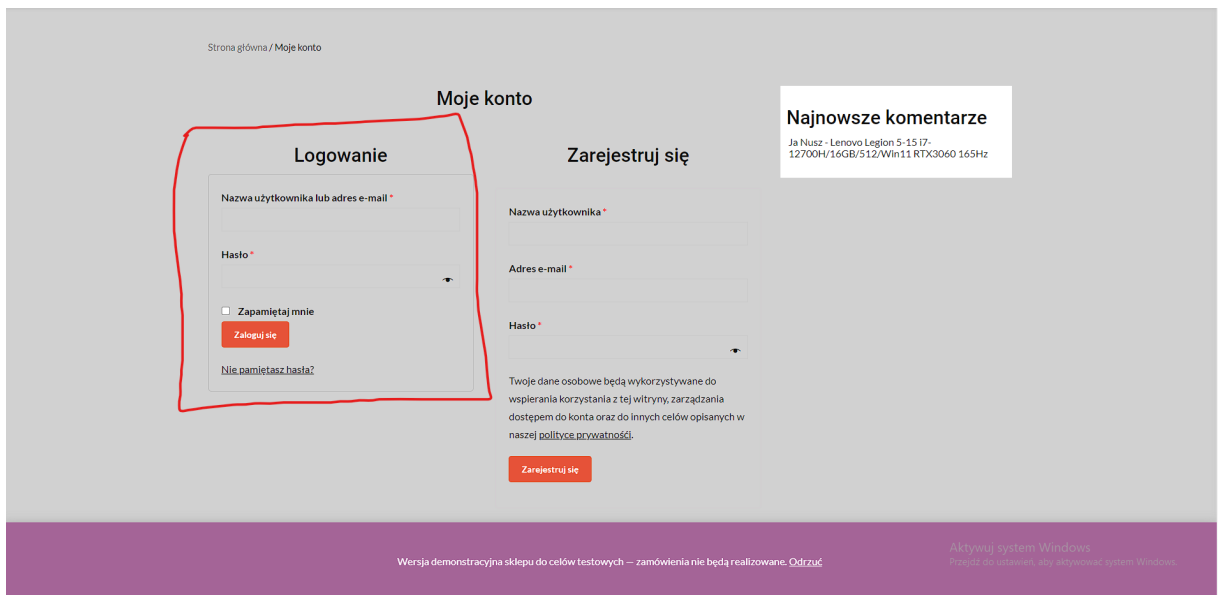 Strona główna / Moje konto
Moje konto
Logowanie
Nazwa użytkownika lub adres e-mail *
Hasło *
Zapamiętaj mnie
Zaloguj się
Nie pamiętasz hasła?
Zarejestruj się
Nazwa użytkownika *
Adres e-mail *
Hasło *
Twoje dane osobowe będą wykorzystywane do
wspierania korzystania z tej witryny, zarządzania
dostępem do konta oraz do innych celów opisanych w
naszej polityce prywatnośći.
Zarejestruj się
Najnowsze komentarze
Ja Nusz - Lenovo Legion 5-15 i7-
12700H/16GB/512/Win11 RTX3060 165Hz
Wersja demonstracyjna sklepu do celów testowych — zamówienia nie będą realizowane. Odrzuć
Aktywuj system Windows
Przejdź do ustawień, aby aktywować system Windows.